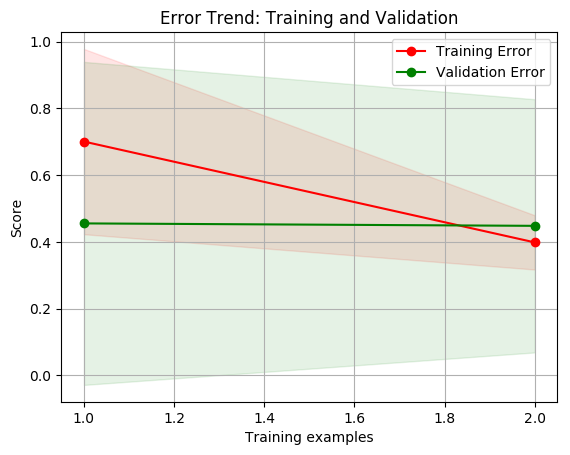 Error Trend: Training and Validation
Training Error
Validation Error
Score
1.0
0.8
0.6
0.4
0.2
0.0
1.0 1.2 1.4 1.6 1.8 2.0
Training examples